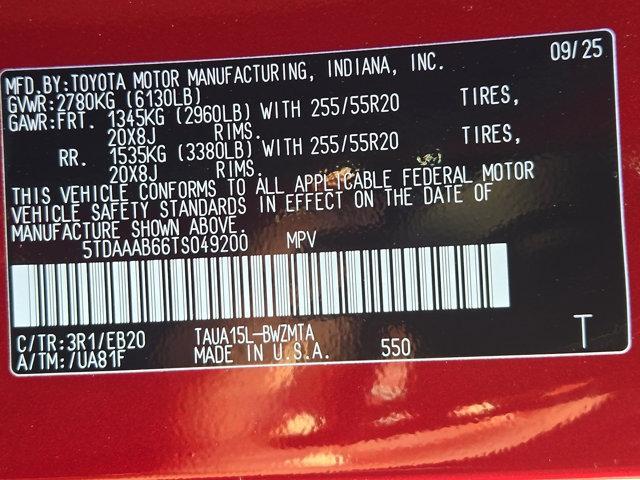 MFD.BY:TOYOTA MOTOR MANUFACTURING, INDIANA, INC. 09/25
GVWR:2780KG (6130LB)
GAWR:FRT. 1345KG (2960LB) WITH 255/55R20 TIRES,
20X8J RIMS.
RR. 1535KG (3380LB) WITH 255/55R20 TIRES,
20X8J RIMS.
THIS VEHICLE CONFORMS TO ALL APPLICABLE FEDERAL MOTOR
VEHICLE SAFETY STANDARDS IN EFFECT ON THE DATE OF
MANUFACTURE SHOWN ABOVE.
5TDAAAB66TS049200 MPV
C/TR:3R1/EB20 TAUA15L-BWZMTA
A/TM:/UA81F MADE IN U.S.A. 550 T